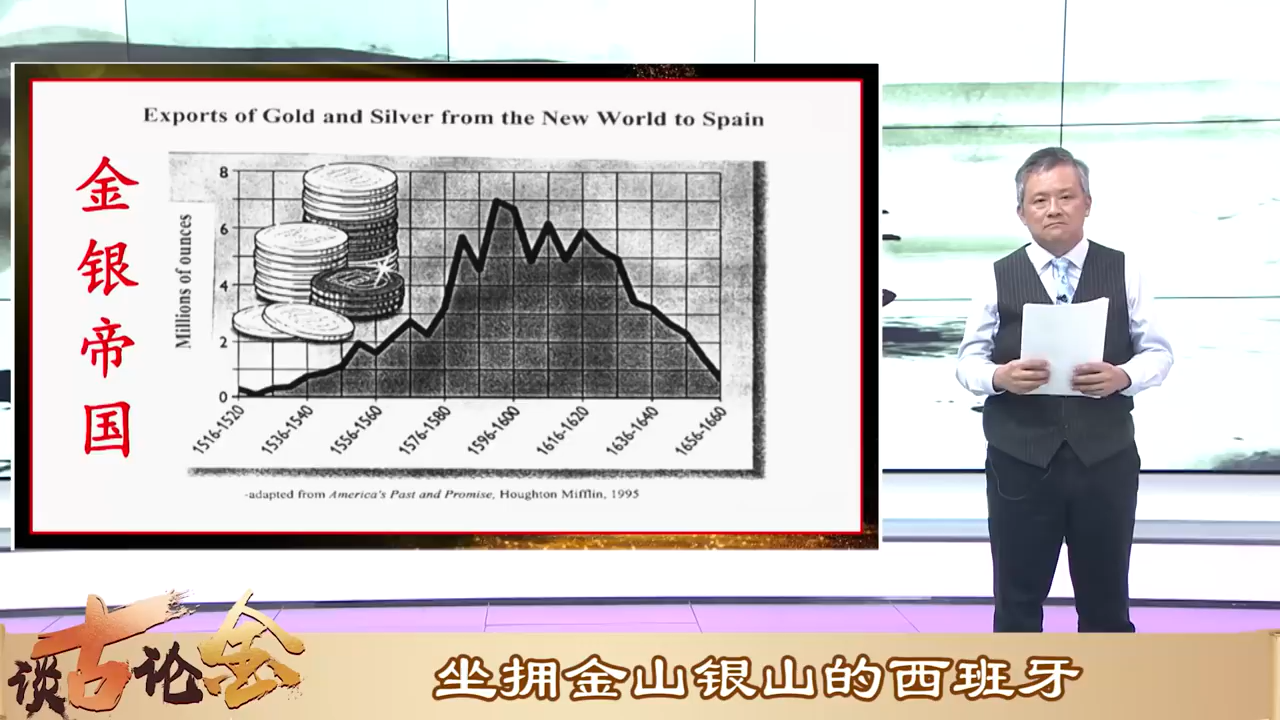 Exports of Gold and Silver from the New World to Spain
金银帝国
Millions of ounces
8
6
4
2
0
1516-1520
1536-1540
1556-1560
1576-1580
1596-1600
1616-1620
1636-1640
1656-1660
-adapted from America's Past and Promise, Houghton Mifflin, 1995
谈古论金
坐拥金山银山的西班牙